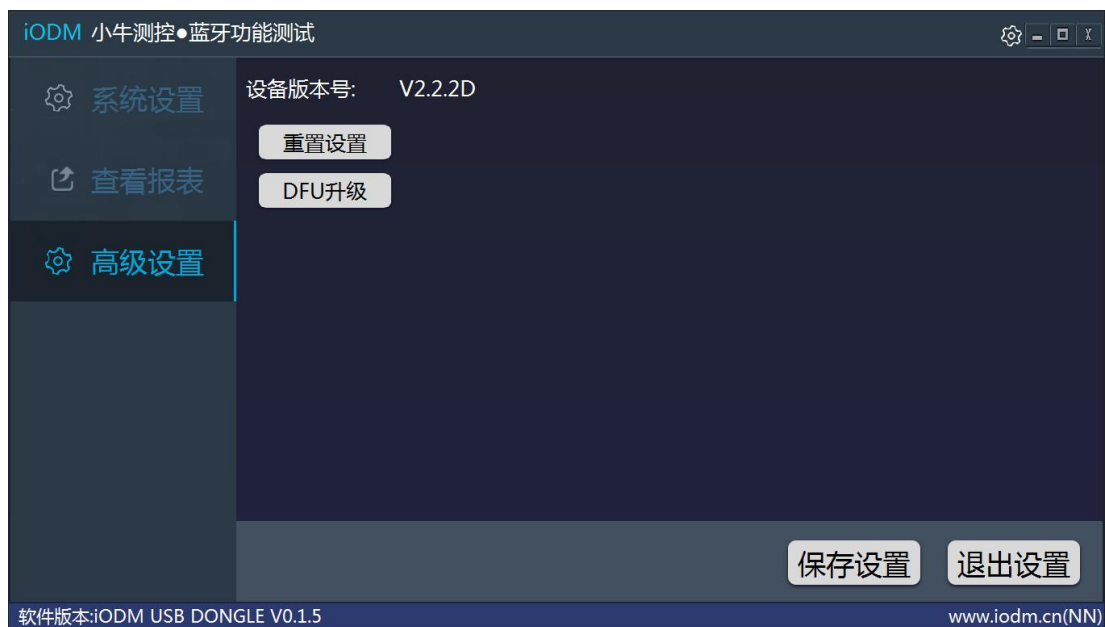 iODM 小牛测控●蓝牙功能测试
系统设置
查看报表
高级设置
设备版本号: V2.2.2D
重置设置
DFU升级
保存设置 退出设置
软件版本:iODM USB DONGLE V0.1.5 www.iodm.cn(NN)